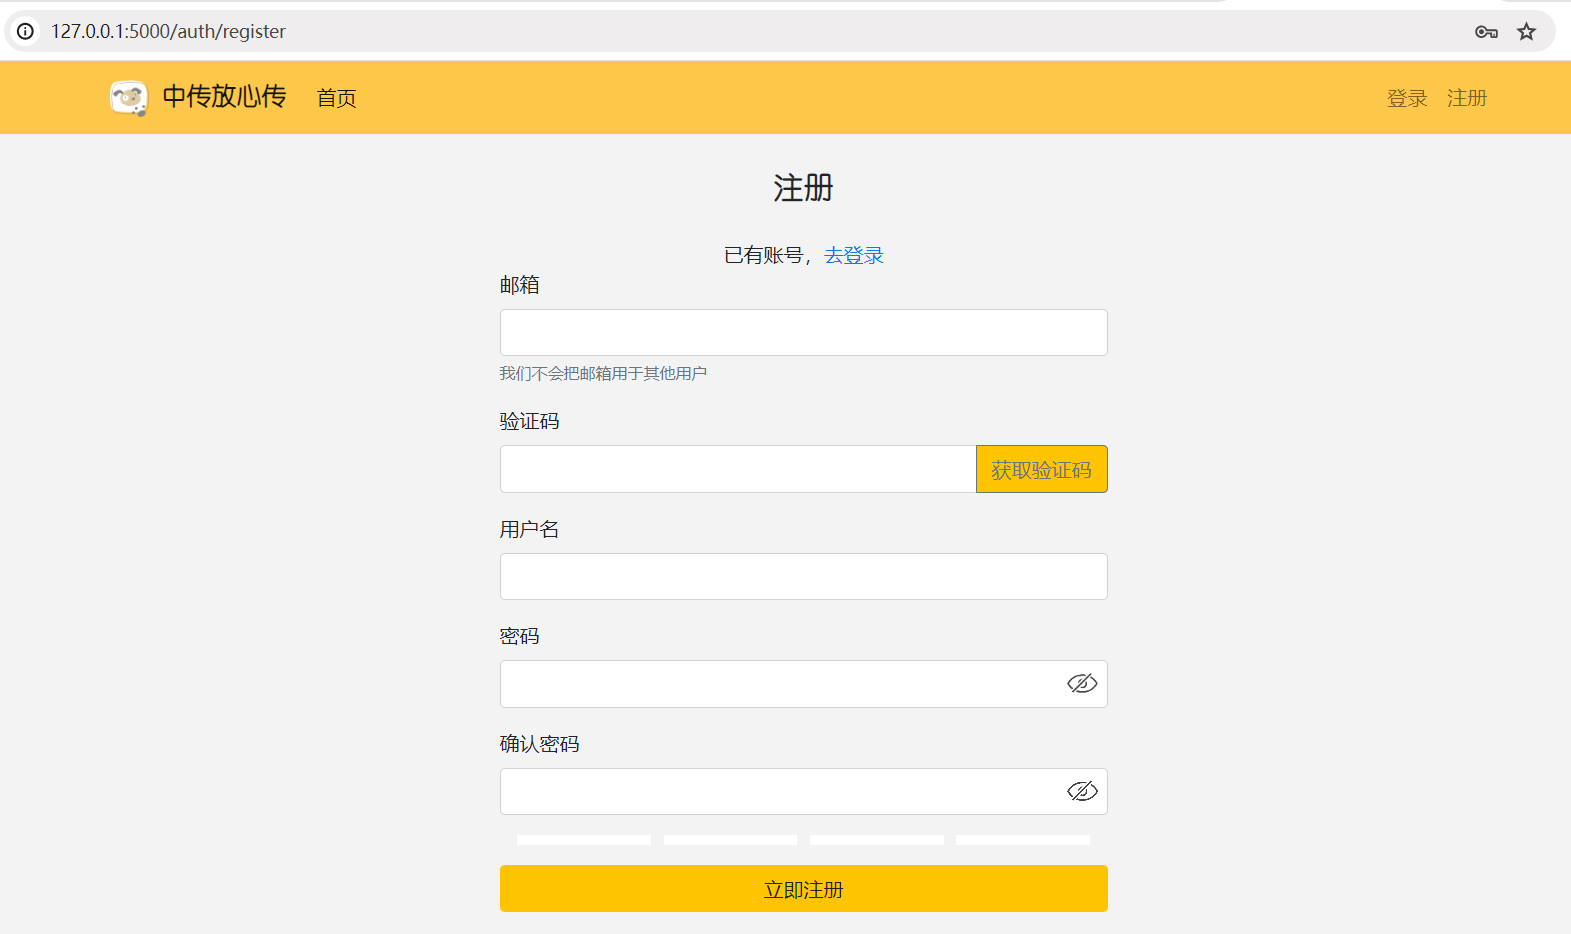 127.0.0.1:5000/auth/register
中传放心传 首页 登录 注册
注册
已有账号，去登录
邮箱
我们不会把邮箱用于其他用户
验证码
获取验证码
用户名
密码
确认密码
立即注册